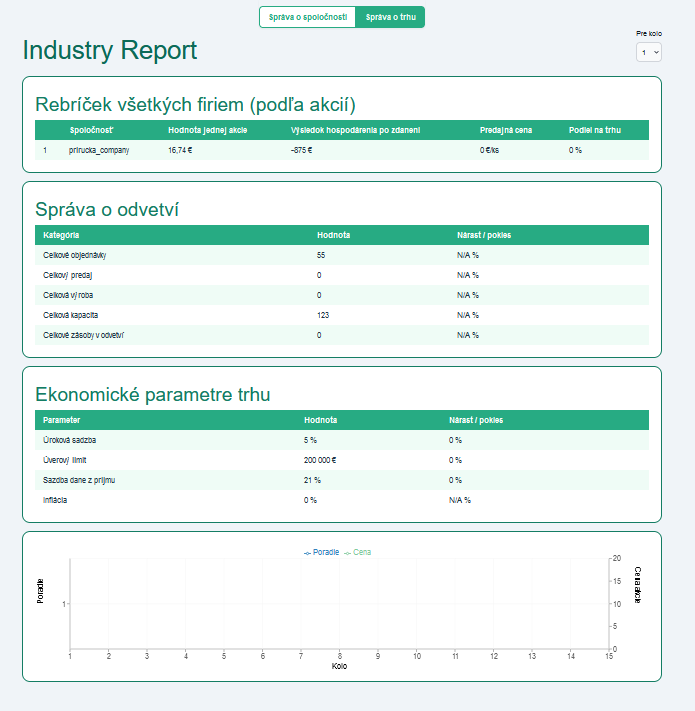 Správa o spoločnosti Správa o trhu
Pre kolo
Industry Report
1
Rebríček všetkých firiem (podľa akcií)
Spoločnosť Hodnota jednej akcie Výsledok hospodárenia po zdanení Predajná cena Podiel na trhu
1 prirucka_company 16,74 € -875 € 0 €/ks 0 %
Správa o odvetví
Kategória Hodnota Nárast / pokles
Celkové objednávky 55 N/A %
Celkový predaj 0 N/A %
Celková výroba 0 N/A %
Celková kapacita 123 N/A %
Celkové zásoby v odvetví 0 N/A %
Ekonomické parametre trhu
Parameter Hodnota Nárast / pokles
Úroková sadzba 5 % 0 %
Úverový limit 200 000 € 0 %
Sazdba dane z príjmu 21 % 0 %
Inflácia 0 % N/A %
Poradie Cena
Poradie
1
20
15
10
5
0
Cena akcie
1 2 3 4 5 6 7 8 9 10 11 12 13 14 15
Kolo